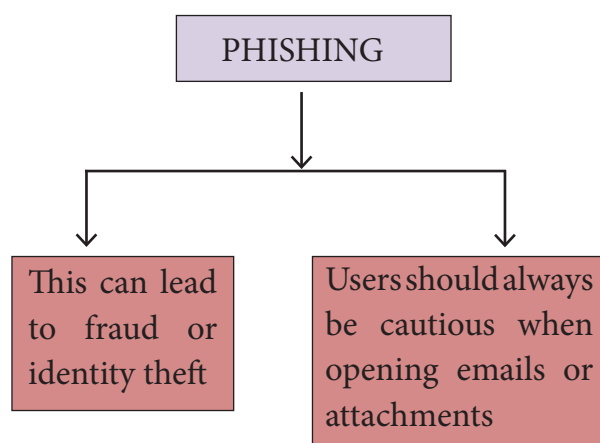 PHISHING
This can lead
to fraud or
identity theft
Users should always
be cautious when
opening emails or
attachments